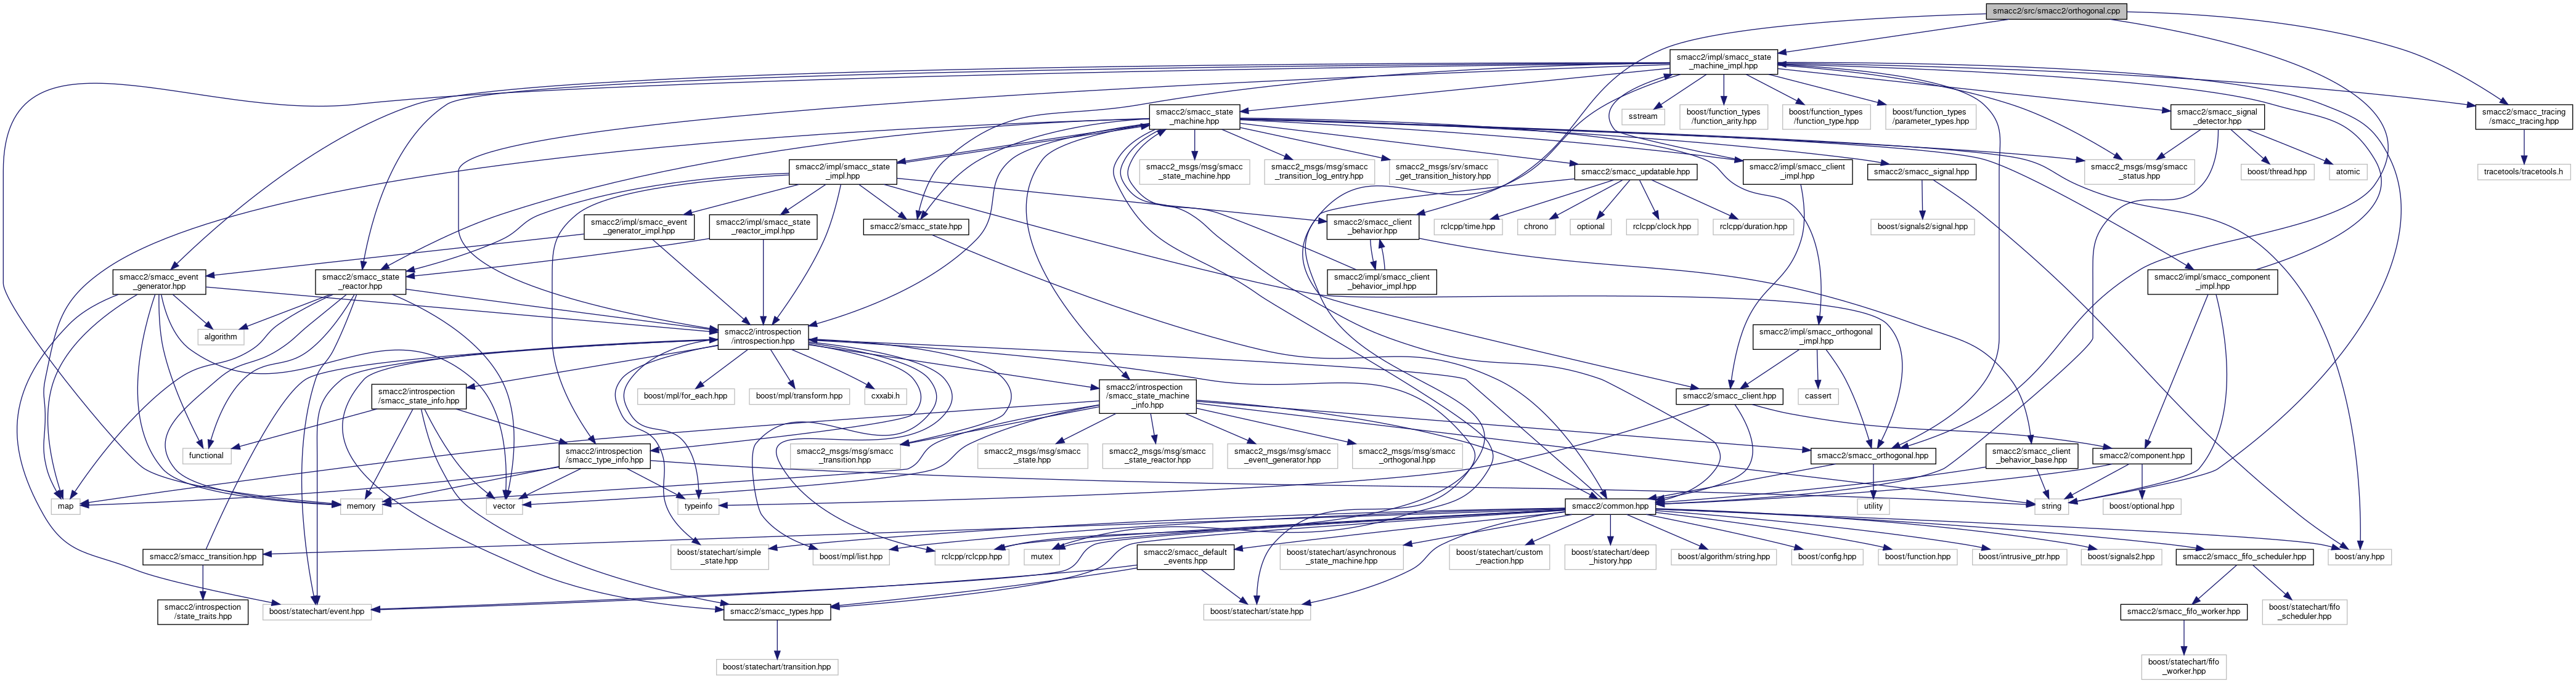 smacc2/src/smacc2/orthogonal.cpp
smacc2/impl/smacc_state
_machine_impl.hpp
smacc2/smacc_state
_machine.hpp
sstream
boost/function_types
/function_arity.hpp
boost/function_types
/function_type.hpp
boost/function_types
/parameter_types.hpp
smacc2/smacc_signal
_detector.hpp
smacc2/smacc_tracing
/smacc_tracing.hpp
smacc2/impl/smacc_state
_impl.hpp
smacc2_msgs/msg/smacc
_state_machine.hpp
smacc2_msgs/msg/smacc
_transition_log_entry.hpp
smacc2_msgs/srv/smacc
_get_transition_history.hpp
smacc2/smacc_updatable.hpp
smacc2/impl/smacc_client
_impl.hpp
smacc2/smacc_signal.hpp
smacc2_msgs/msg/smacc
_status.hpp
boost/thread.hpp
atomic
tracetools/tracetools.h
smacc2/impl/smacc_event
_generator_impl.hpp
smacc2/impl/smacc_state
_reactor_impl.hpp
smacc2/smacc_state.hpp
smacc2/smacc_client
_behavior.hpp
rclcpp/time.hpp
chrono
optional
rclcpp/clock.hpp
rclcpp/duration.hpp
boost/signals2/signal.hpp
smacc2/smacc_event
_generator.hpp
smacc2/smacc_state
_reactor.hpp
smacc2/impl/smacc_client
_behavior_impl.hpp
smacc2/impl/smacc_component
_impl.hpp
algorithm
smacc2/introspection
/introspection.hpp
smacc2/impl/smacc_orthogonal
_impl.hpp
smacc2/introspection
/smacc_state_info.hpp
boost/mpl/for_each.hpp
boost/mpl/transform.hpp
cxxabi.h
smacc2/introspection
/smacc_state_machine
_info.hpp
smacc2/smacc_client.hpp
cassert
functional
smacc2/introspection
/smacc_type_info.hpp
smacc2_msgs/msg/smacc
_transition.hpp
smacc2_msgs/msg/smacc
_state.hpp
smacc2_msgs/msg/smacc
_state_reactor.hpp
smacc2_msgs/msg/smacc
_event_generator.hpp
smacc2_msgs/msg/smacc
_orthogonal.hpp
smacc2/smacc_orthogonal.hpp
smacc2/smacc_client
_behavior_base.hpp
smacc2/component.hpp
map
memory
vector
typeinfo
smacc2/common.hpp
utility
string
boost/optional.hpp
smacc2/smacc_transition.hpp
boost/statechart/simple
_state.hpp
boost/mpl/list.hpp
rclcpp/rclcpp.hpp
mutex
smacc2/smacc_default
_events.hpp
boost/statechart/asynchronous
_state_machine.hpp
boost/statechart/custom
_reaction.hpp
boost/statechart/deep
_history.hpp
boost/algorithm/string.hpp
boost/config.hpp
boost/function.hpp
boost/intrusive_ptr.hpp
boost/signals2.hpp
smacc2/smacc_fifo_scheduler.hpp
boost/any.hpp
smacc2/introspection
/state_traits.hpp
boost/statechart/event.hpp
smacc2/smacc_types.hpp
boost/statechart/state.hpp
smacc2/smacc_fifo_worker.hpp
boost/statechart/fifo
_scheduler.hpp
boost/statechart/transition.hpp
boost/statechart/fifo
_worker.hpp